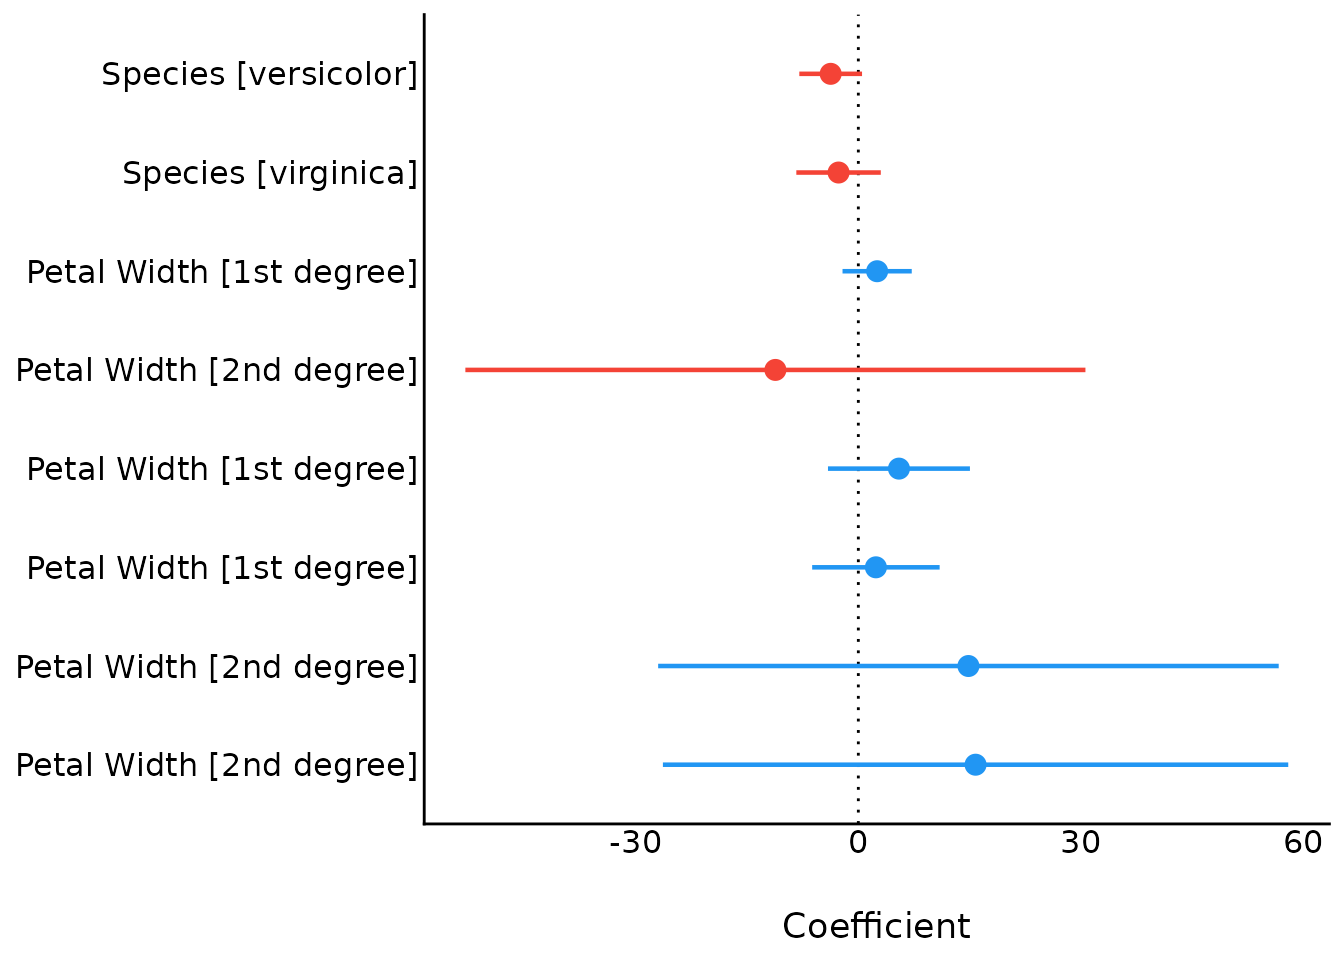 Species [versicolor]
Species [virginica]
Petal Width [1st degree]
Petal Width [2nd degree]
Petal Width [1st degree]
Petal Width [1st degree]
Petal Width [2nd degree]
Petal Width [2nd degree]
-30 0 30 60
Coefficient